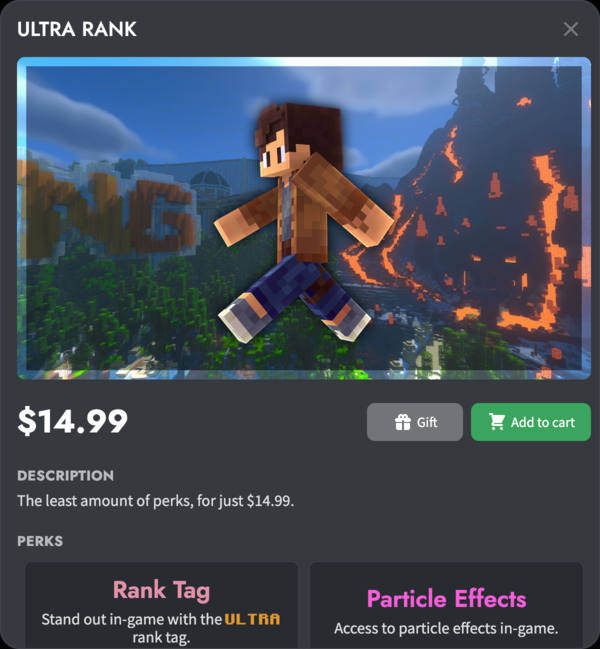 ULTRA RANK
NG
$14.99
Gift
Add to cart
DESCRIPTION
The least amount of perks, for just $14.99.
PERKS
Rank Tag
Stand out in-game with the ULTRA
rank tag.
Particle Effects
Access to particle effects in-game.